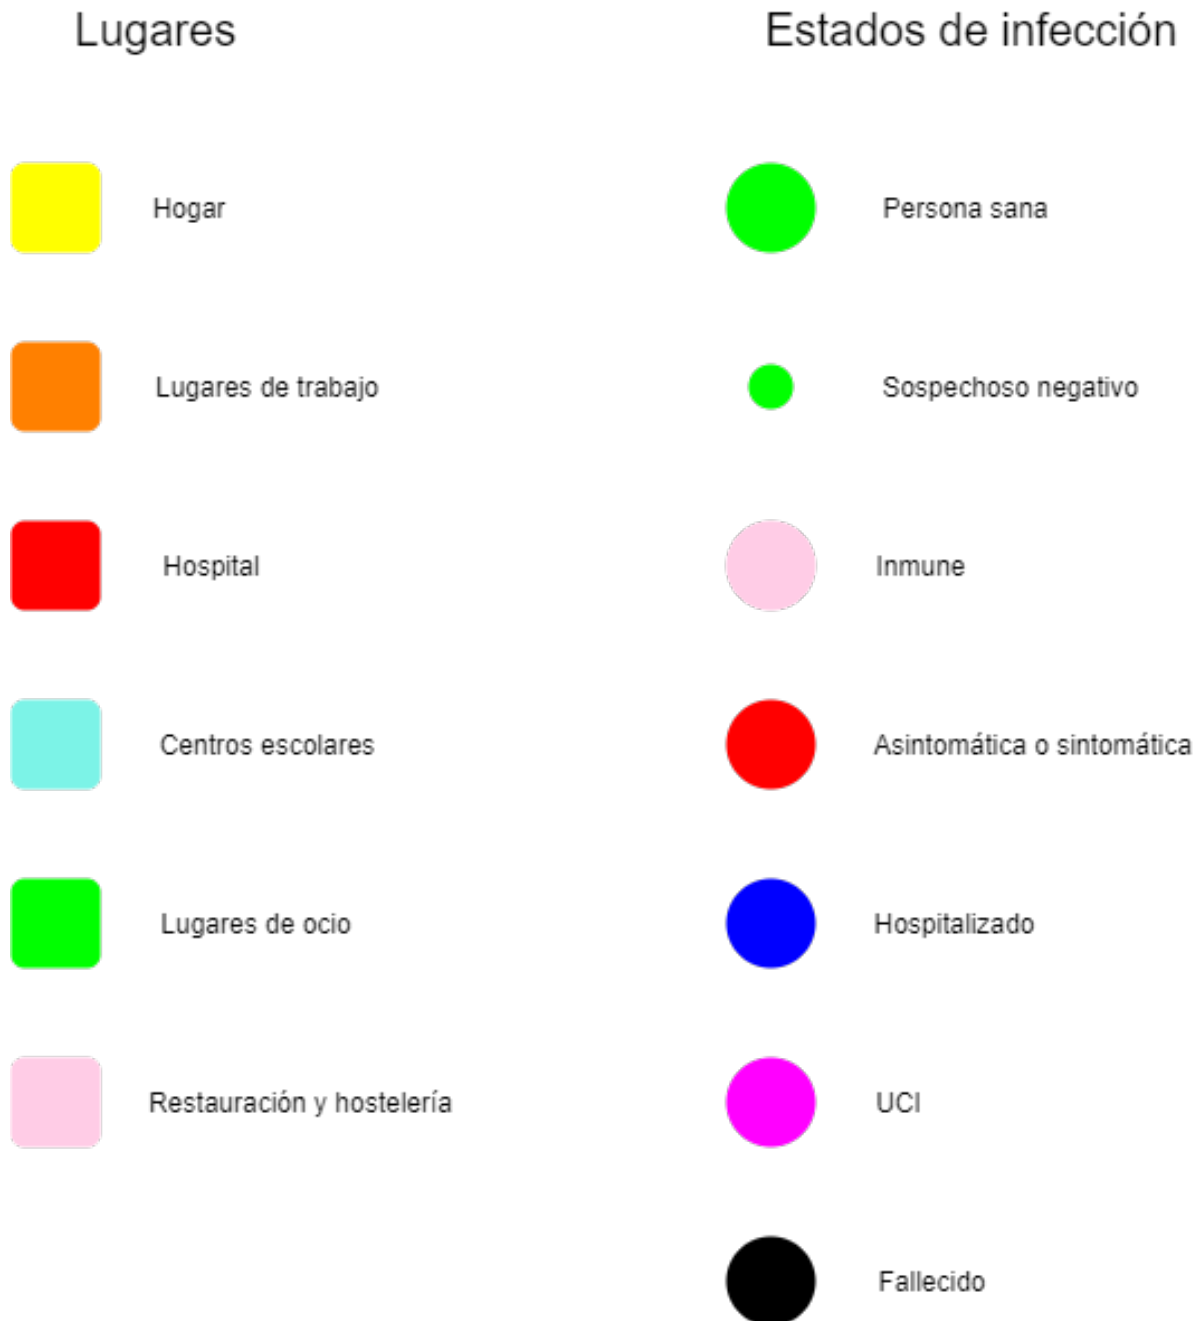 Lugares
Estados de infección
Hogar
Persona sana
Lugares de trabajo
Sospechoso negativo
Hospital
Inmune
Centros escolares
Asintomática o sintomática
Lugares de ocio
Hospitalizado
Restauración y hostelería
UCI
Fallecido